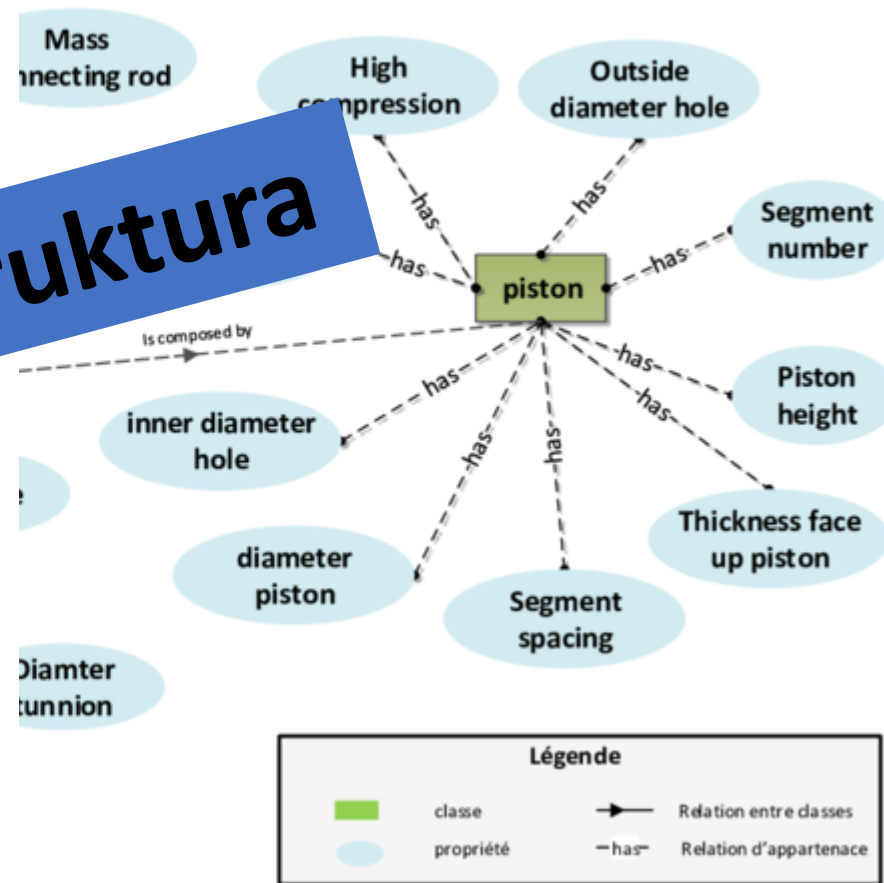 Mass
nnecting rod
High
compression
Outside
diameter hole
uktura
has
has
Segment
number
has
has
piston
Is composed by
has
Piston
height
has
has
inner diameter
hole
has
has
Thickness face
up piston
diameter
piston
Segment
spacing
Diamter
tunnion
Légende
classe
Relation entre classes
propriété
has
Relation d'appartenace